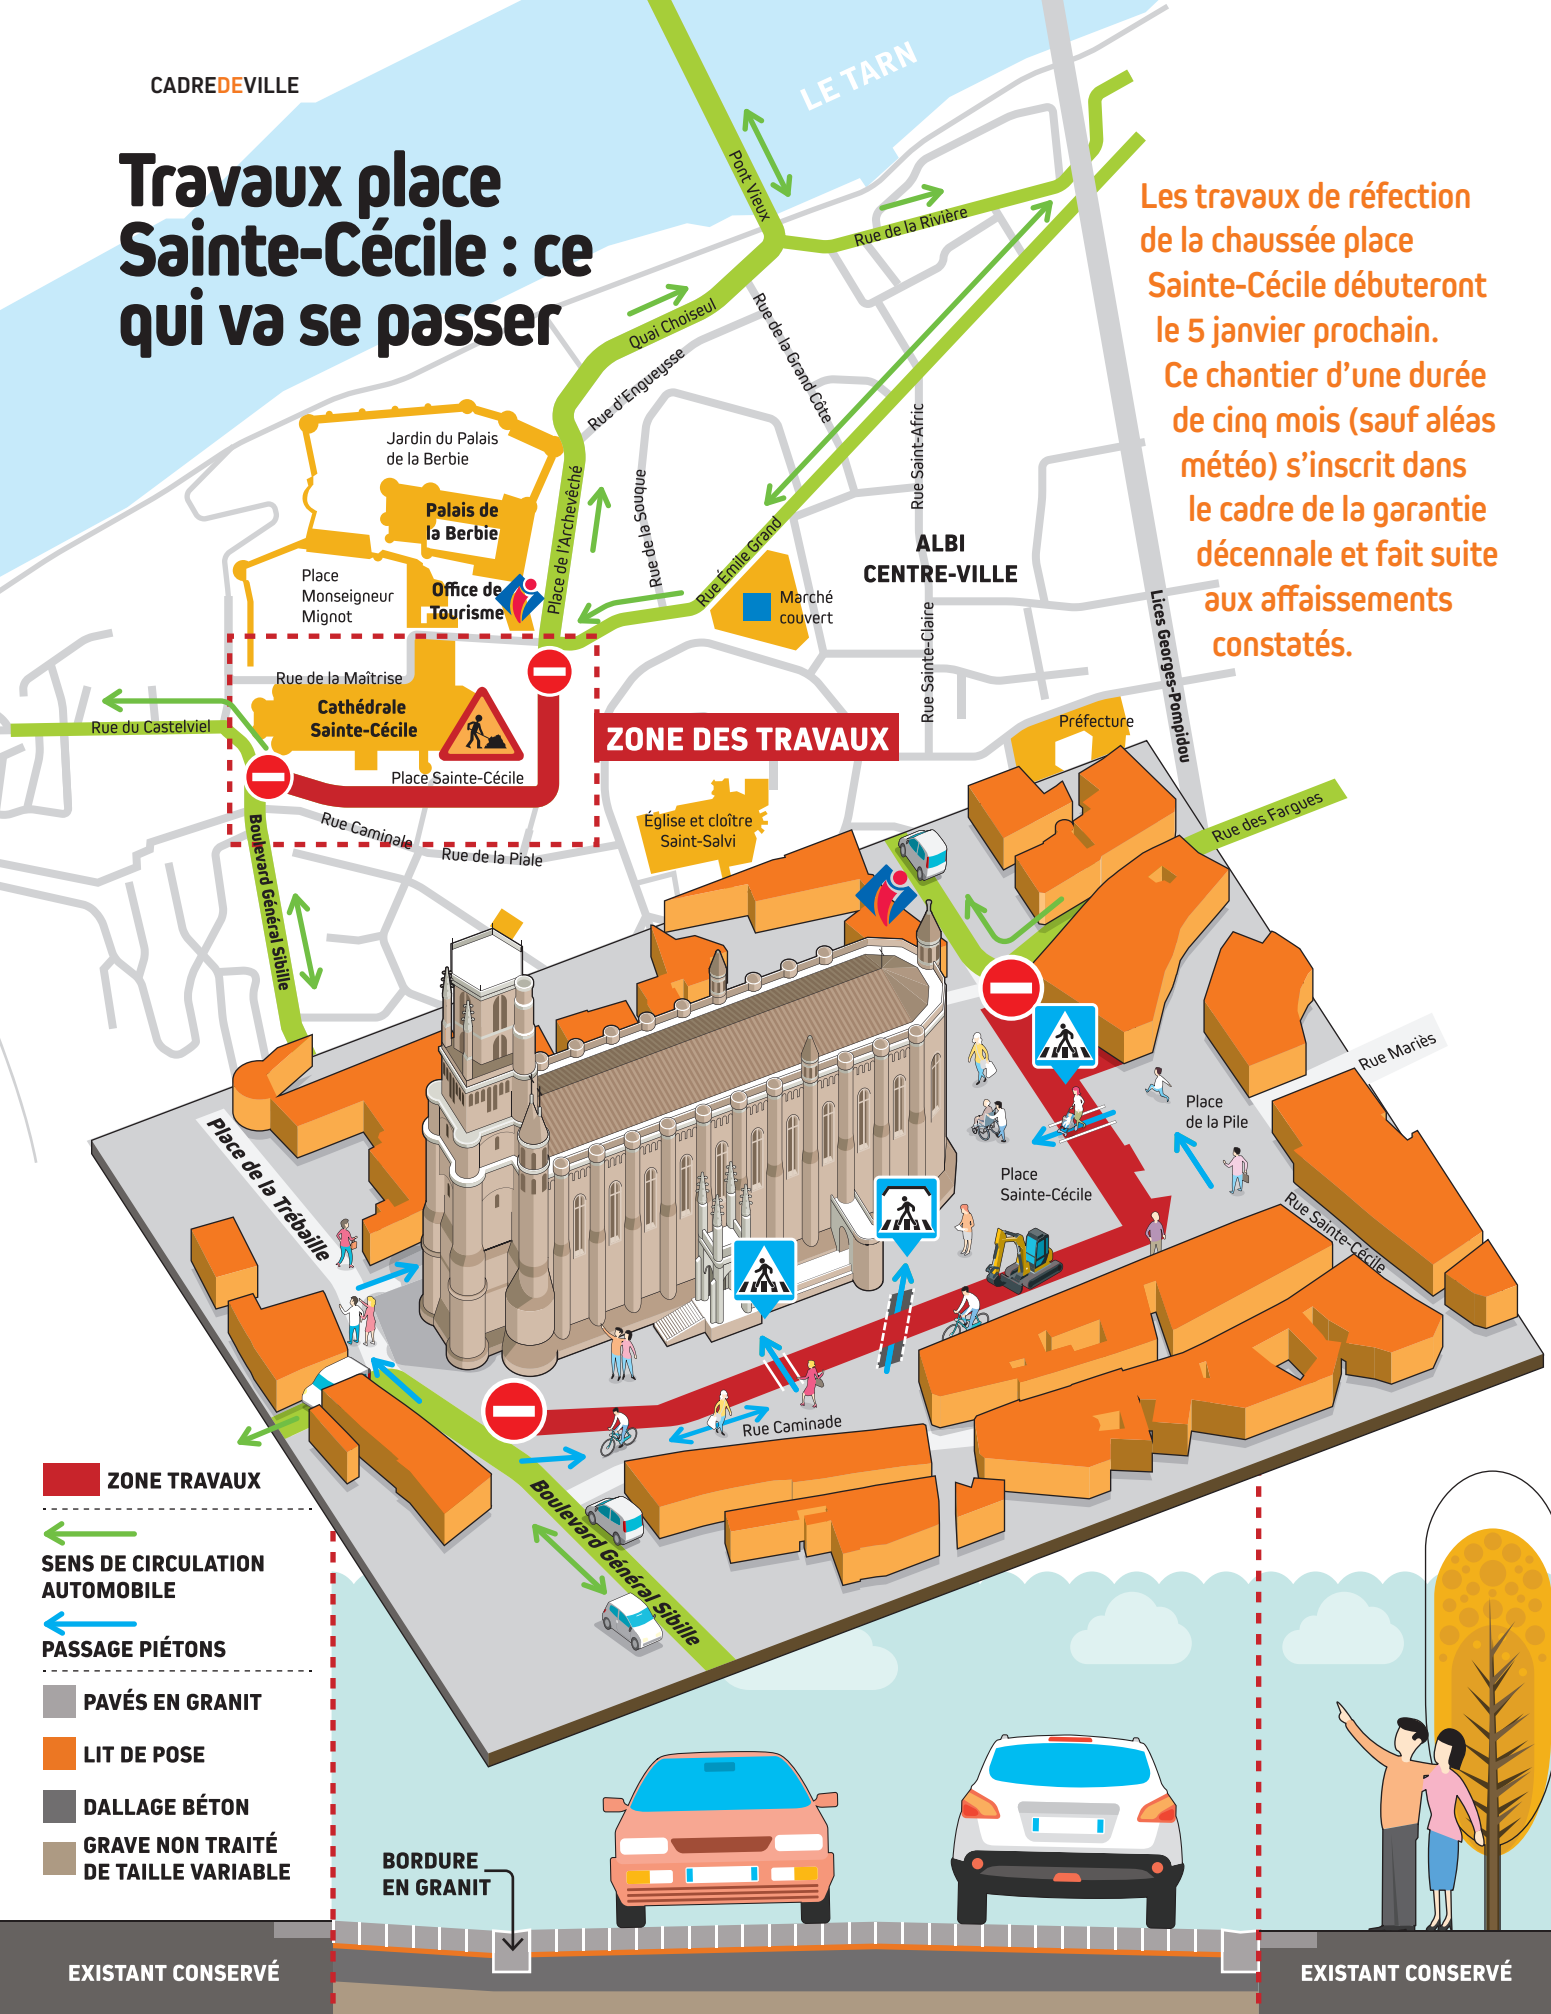 CADREDEVILLE
Travaux place
Sainte-Cécile : ce
qui va se passer
LE TARN
Les travaux de réfection
de la chaussée place
Sainte-Cécile débuteront
le 5 janvier prochain.
Ce chantier d’une durée
de cinq mois (sauf aléas
météo) s’inscrit dans
le cadre de la garantie
décennale et fait suite
aux affaissements
constatés.
Pont Vieux
Rue de la Rivière
Quai Choiseul
Rue d’Engueysse
Rue de la Grand Côte
Rue Saint-Afric
Jardin du Palais
de la Berbie
Palais de
la Berbie
Place de l’Archevêché
Rue de la Souque
Rue Émile Grand
ALBI
CENTRE-VILLE
Place
Monseigneur
Mignot
Office de
Tourisme
Marché
couvert
Rue Sainte-Claire
Lices Georges-Pompidou
Rue de la Maîtrise
Cathédrale
Sainte-Cécile
Rue du Castelviel
Place Sainte-Cécile
ZONE DES TRAVAUX
Préfecture
Rue Caminale
Rue de la Piale
Église et cloître
Saint-Salvi
Rue des Fargues
Boulevard Général Sibille
Rue Mariès
Place
de la Pile
Place de la Trébaille
Place
Sainte-Cécile
Rue Sainte-Cécile
Rue Caminade
Boulevard Général Sibille
ZONE TRAVAUX
SENS DE CIRCULATION
AUTOMOBILE
PASSAGE PIÉTONS
PAVÉS EN GRANIT
LIT DE POSE
DALLAGE BÉTON
GRAVE NON TRAITÉ
DE TAILLE VARIABLE
BORDURE
EN GRANIT
EXISTANT CONSERVÉ
EXISTANT CONSERVÉ